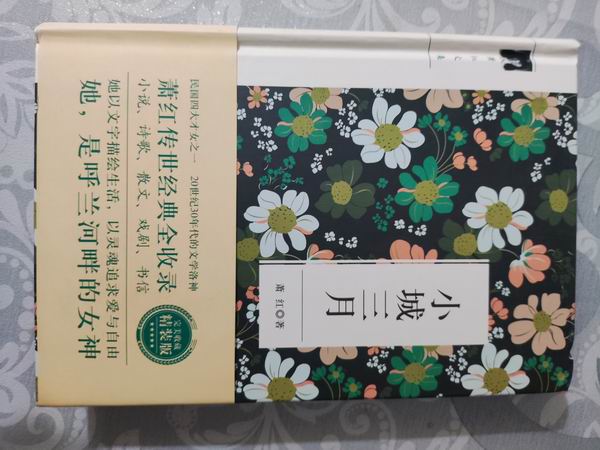 小城三月
萧红◎著
民国四大才女之一 20世纪30年代的文学洛神
萧红传世经典全收录
小说、诗歌、散文、戏剧、书信
她以文字描绘生活，以灵魂追求爱与自由
她，是呼兰河畔的女神
完美收藏
精装版